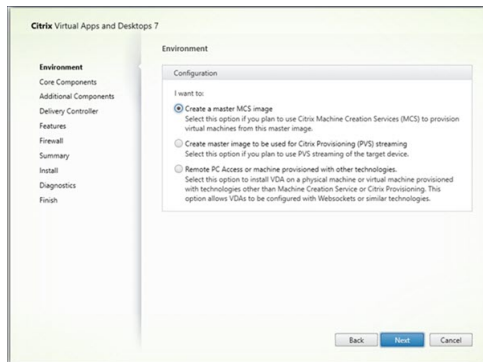 Citrix Virtual Apps and Desktops 7
Environment
Core Components
Additional Components
Delivery Controller
Features
Firewall
Summary
Install
Diagnostics
Finish
Environment
Configuration
I want to:
Create a master MCS image
Select this option if you plan to use Citrix Machine Creation Services (MCS) to provision
virtual machines from this master image.
Create master image to be used for Citrix Provisioning (PVS) streaming
Select this option if you plan to use PVS streaming of the target device.
Remote PC Access or machine provisioned with other technologies.
Select this option to install VDA on a physical machine or virtual machine provisioned
with technologies other than Machine Creation Service or Citrix Provisioning. This
option allows VDAs to be configured with Websockets or similar technologies.
Back
Next
Cancel